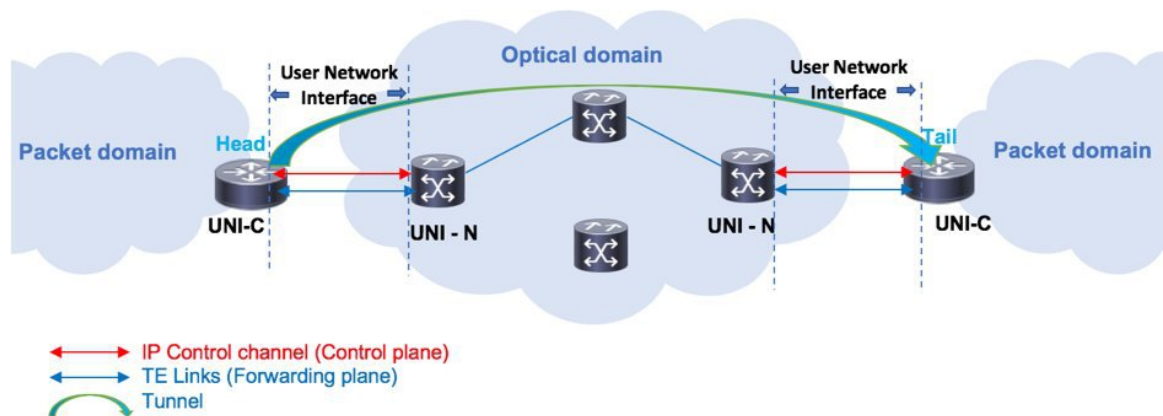 Optical domain
User Network
Interface
User Network
Interface
Packet domain
Head
Tail
Packet domain
UNI-C
UNI - N
UNI - N
UNI-C
IP Control channel (Control plane)
TE Links (Forwarding plane)
Tunnel